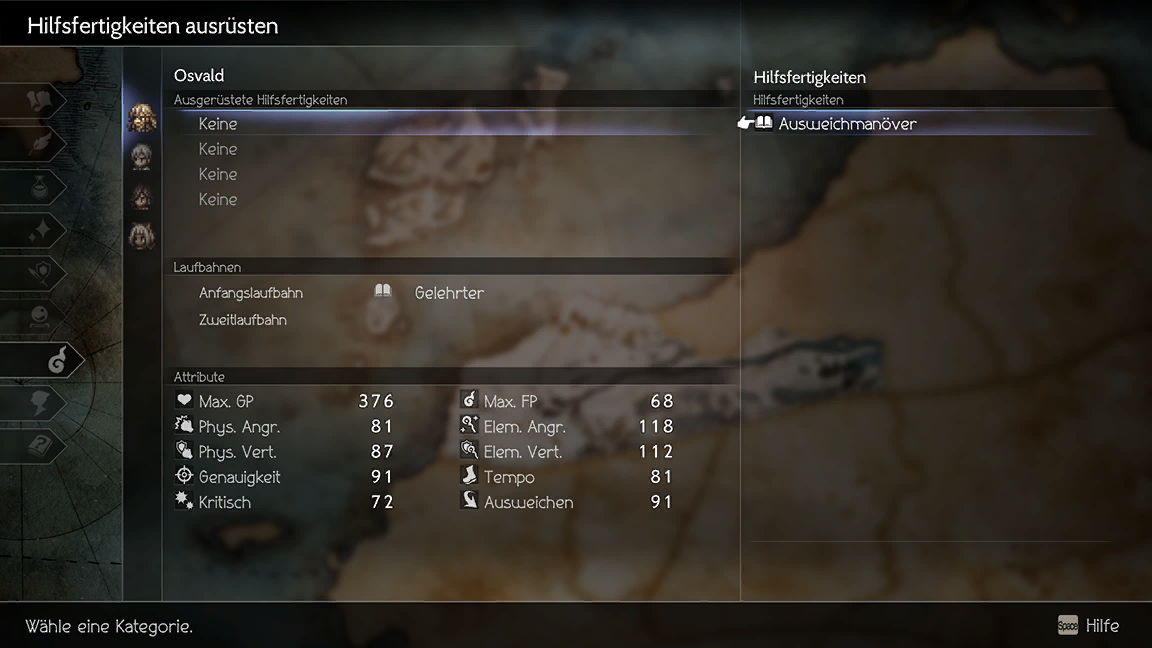 Hilfsfertigkeiten ausrüsten
Osvald
Ausgerüstete Hilfsfertigkeiten
Keine
Keine
Keine
Keine
Laufbahnen
Anfangslaufbahn Gelehrter
Zweitlaufbahn
Attribute
Max. GP 376 Max. FP 68
Phys. Angr. 81 Elem. Angr. 118
Phys. Vert. 87 Elem. Vert. 112
Genauigkeit 91 Tempo 81
Kritisch 72 Ausweichen 91
Hilfsfertigkeiten
Hilfsfertigkeiten
Ausweichmanöver
Wähle eine Kategorie.
Space Hilfe